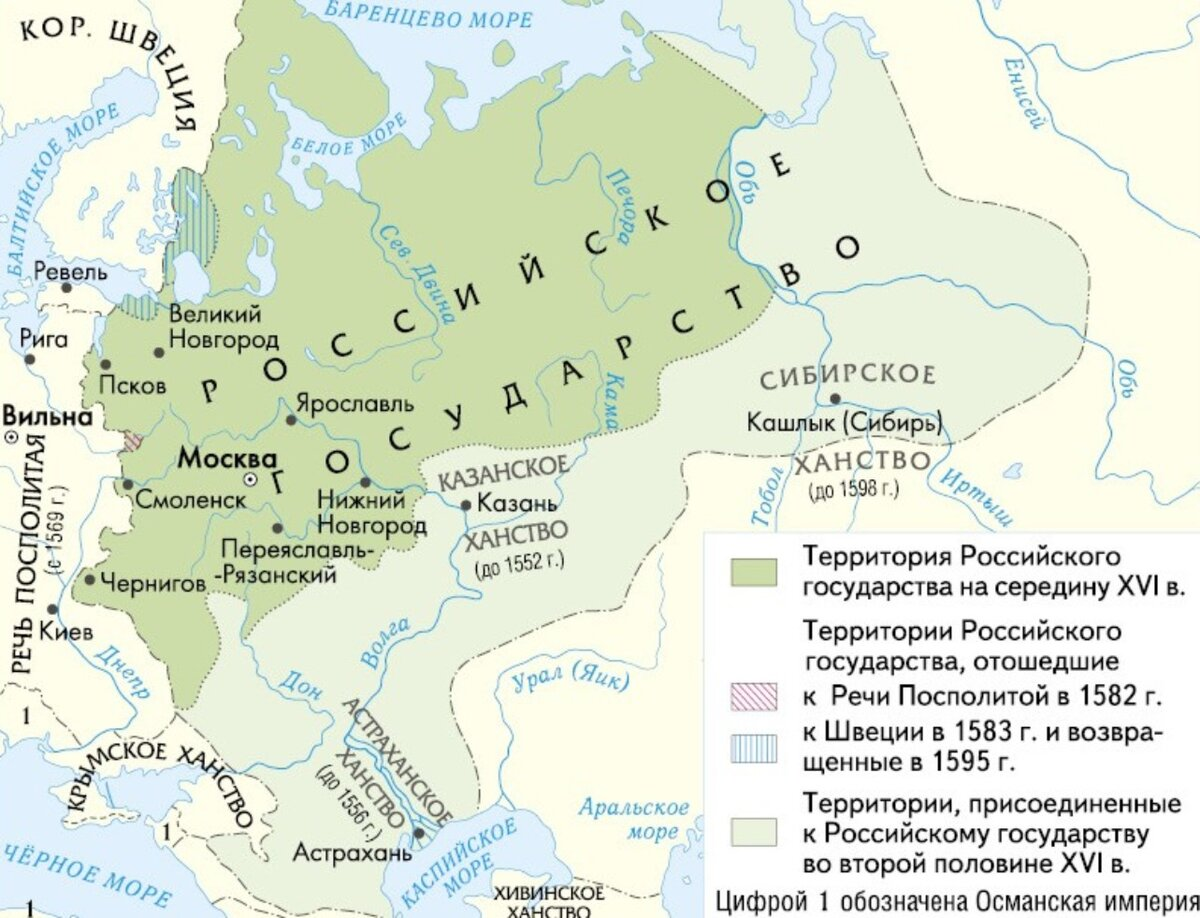 БАРЕНЦЕВО МОРЕ
КОР. ШВЕЦИЯ
Енисей
БАЛТИЙСКОЕ МОРЕ
БЕЛОЕ МОРЕ
Печора
Обь
Сев. Двина
РОССИЙСКОЕ
ГОСУДАРСТВО
Ревель
Великий
Новгород
Рига
Псков
Кама
Обь
СИБИРСКОЕ
Кашлык (Сибирь)
ХАНСТВО
(до 1598 г.)
Тобол
Иртыш
Ярославль
Вильна
Москва
РЕЧЬ ПОСПОЛИТАЯ
(с 1569 г.)
Смоленск
Нижний
Новгород
КАЗАНСКОЕ
Казань
ХАНСТВО
(до 1552 г.)
Переяславль-
-Рязанский
Чернигов
Киев
Днепр
Дон
Волга
Урал (Яик)
АСТРАХАНСКОЕ
ХАНСТВО
(до 1556 г.)
1
КРЫМСКОЕ ХАНСТВО
1
Астрахань
Аральское
море
КАСПИЙСКОЕ
МОРЕ
ЧЁРНОЕ МОРЕ
1
ХИВИНСКОЕ
ХАНСТВО
Территория Российского
государства на середину XVI в.
Территории Российского
государства, отошедшие
к Речи Посполитой в 1582 г.
к Швеции в 1583 г. и возвра-
щенные в 1595 г.
Территории, присоединенные
к Российскому государству
во второй половине XVI в.
Цифрой 1 обозначена Османская империя